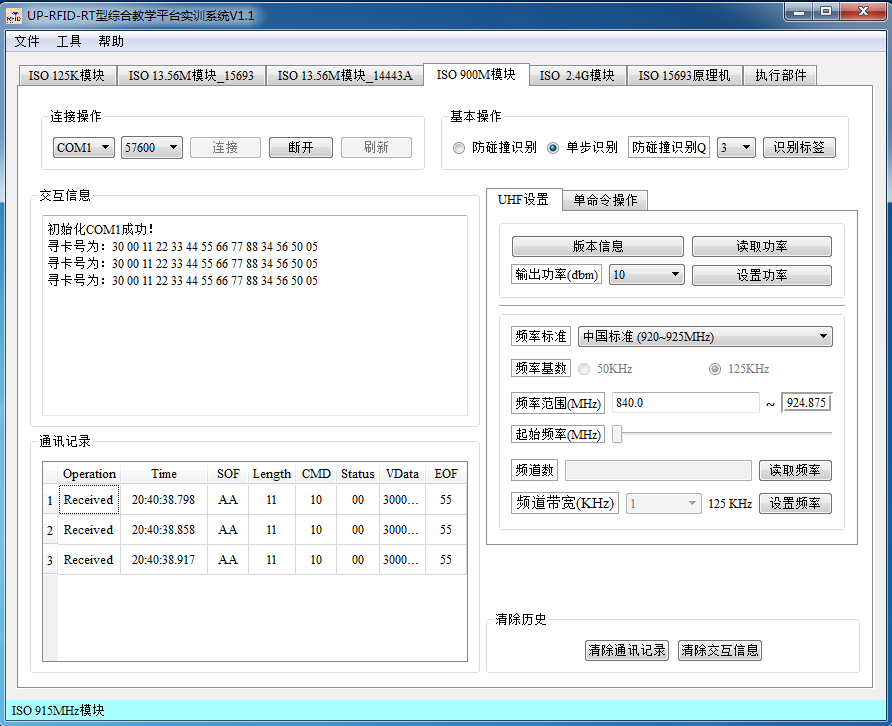 UP-RFID-RT型综合教学平台实训系统V1.1
文件 工具 帮助
ISO 125K模块 ISO 13.56M模块_15693 ISO 13.56M模块_14443A ISO 900M模块 ISO 2.4G模块 ISO 15693原理机 执行部件
连接操作
COM1 57600 连接 断开 刷新
基本操作
防碰撞识别 单步识别 防碰撞识别Q 3 识别标签
交互信息
初始化COM1成功!
寻卡号为: 30 00 11 22 33 44 55 66 77 88 34 56 50 05
寻卡号为: 30 00 11 22 33 44 55 66 77 88 34 56 50 05
寻卡号为: 30 00 11 22 33 44 55 66 77 88 34 56 50 05
通讯记录
Operation Time SOF Length CMD Status VData EOF
1 Received 20:40:38.798 AA 11 10 00 3000... 55
2 Received 20:40:38.858 AA 11 10 00 3000... 55
3 Received 20:40:38.917 AA 11 10 00 3000... 55
UHF设置 单命令操作
版本信息 读取功率
输出功率(dbm) 10 设置功率
频率标准 中国标准 (920~925MHz)
频率基数 50KHz 125KHz
频率范围(MHz) 840.0 ~ 924.875
起始频率(MHz)
频道数 读取频率
频道带宽(KHz) 1 125 KHz 设置频率
清除历史
清除通讯记录 清除交互信息
ISO 915MHz模块